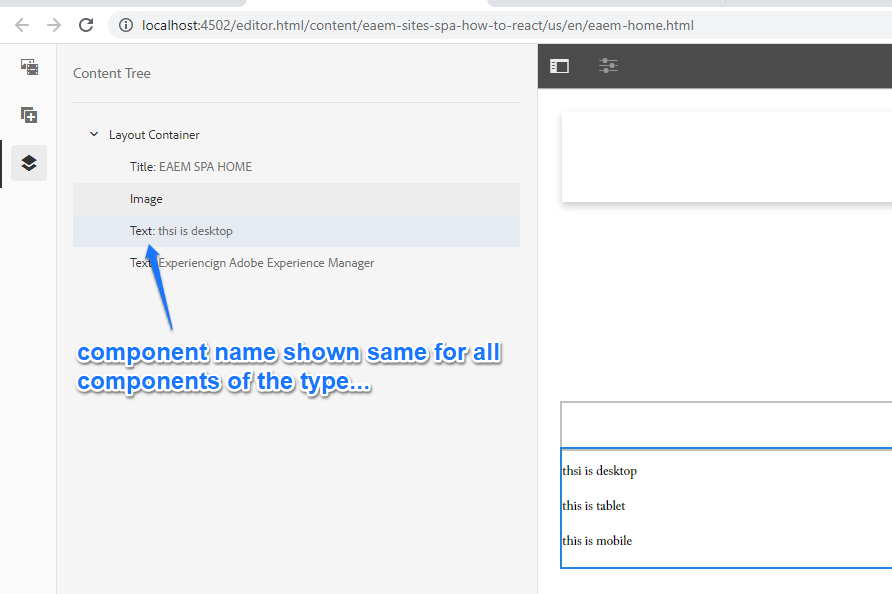 localhost:4502/editor.html/content/eaem-sites-spa-how-to-react/us/en/eaem-home.html
Content Tree
Layout Container
Title: EAEM SPA HOME
Image
Text: thsi is desktop
Text: Experiencign Adobe Experience Manager
component name shown same for all
components of the type...
thsi is desktop
this is tablet
this is mobile